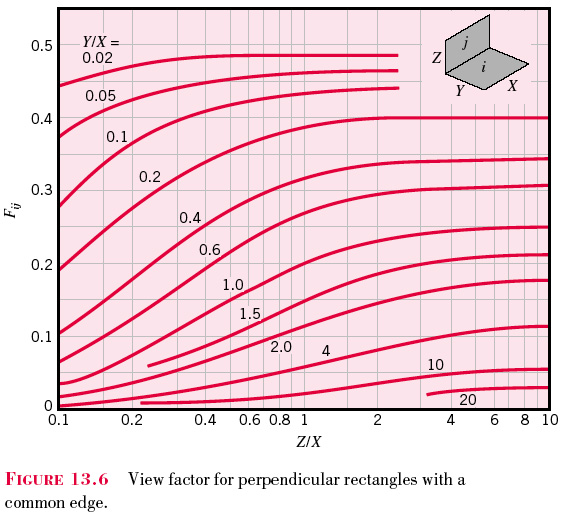 0.5
0.4
0.3
0.2
0.1
0
F_ij
Y/X =
0.02
0.05
0.1
0.2
0.4
0.6
1.0
1.5
2.0
4
10
20
Z
j
i
Y
X
0.1 0.2 0.4 0.6 0.8 1 2 4 6 8 10
Z/X
FIGURE 13.6 View factor for perpendicular rectangles with a
common edge.